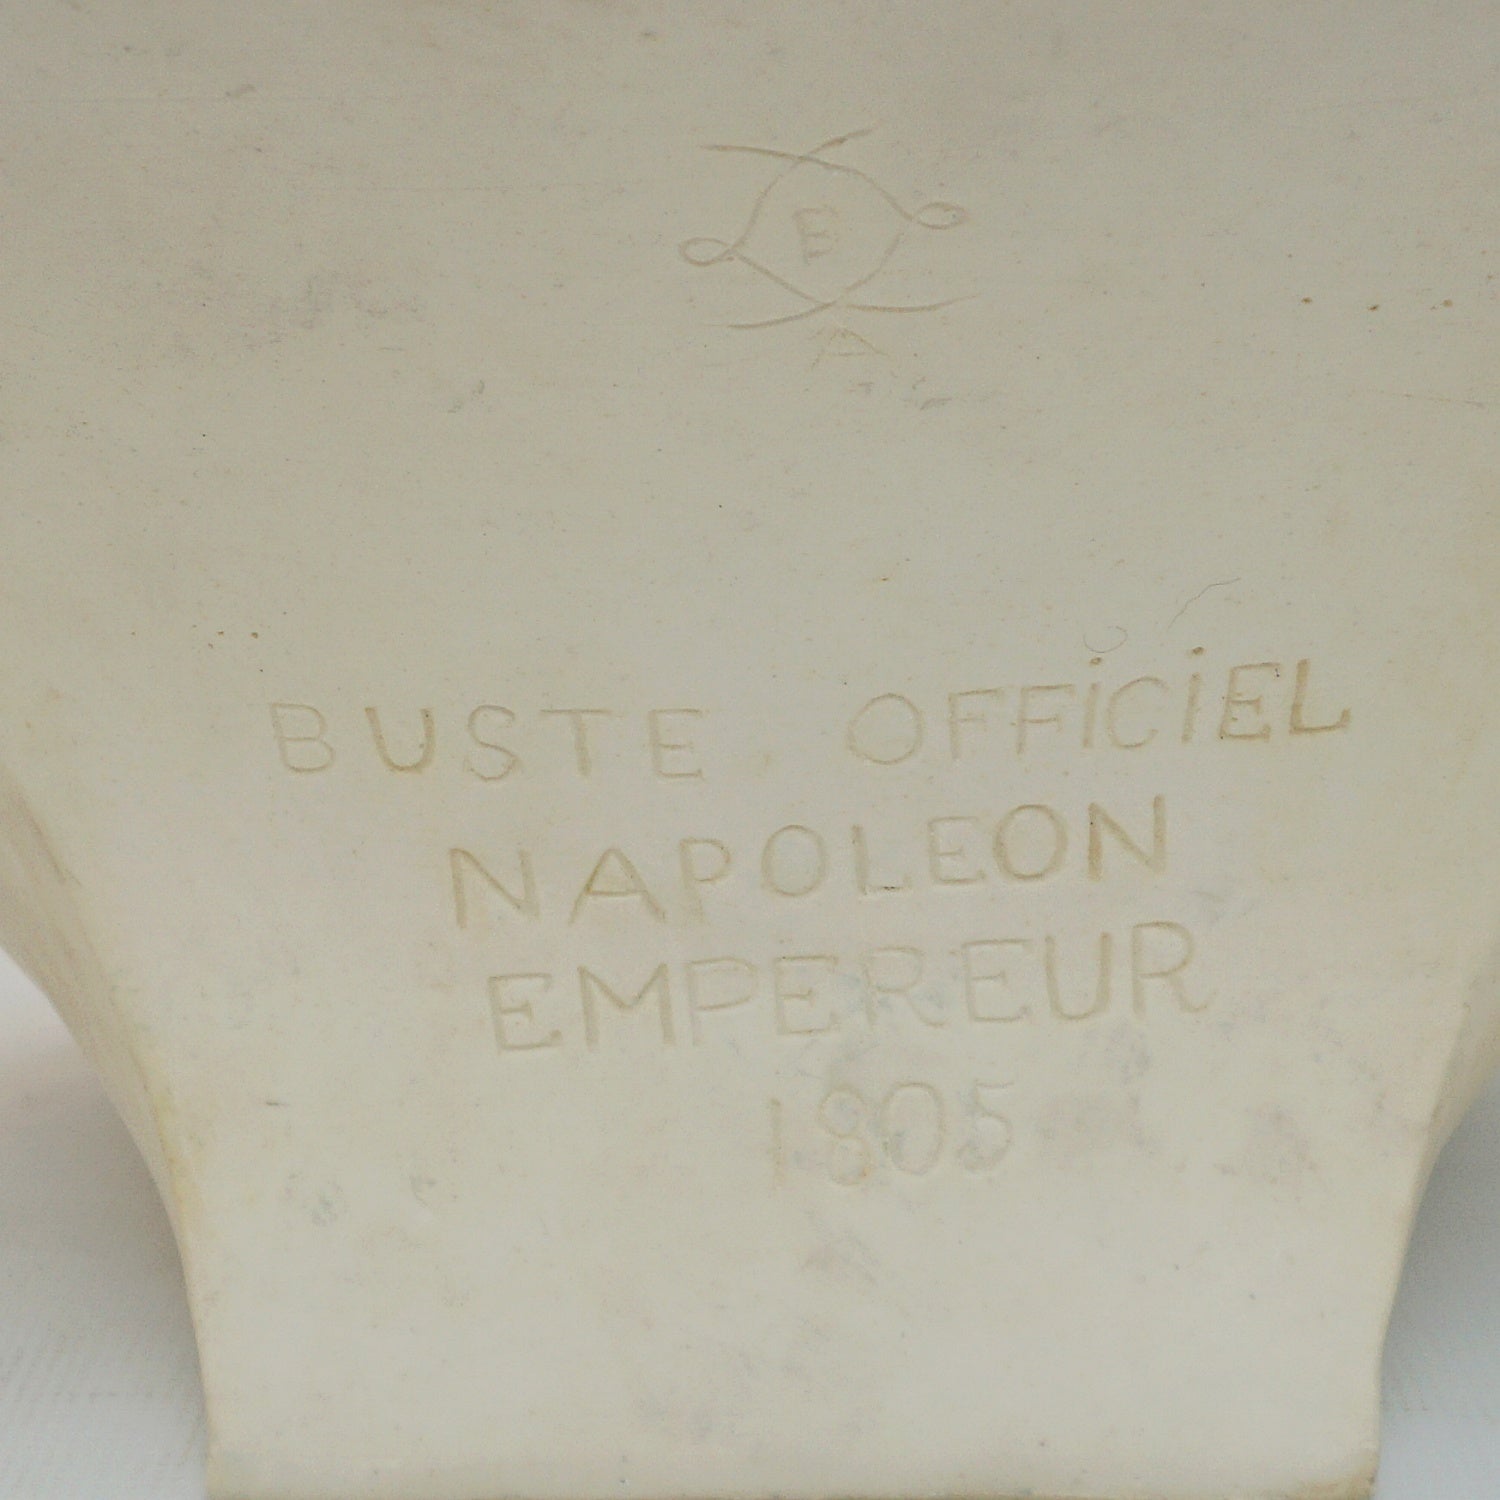 E
A
BUSTE OFFiCiEL
NAPOLEON
EMPEREUR
1805